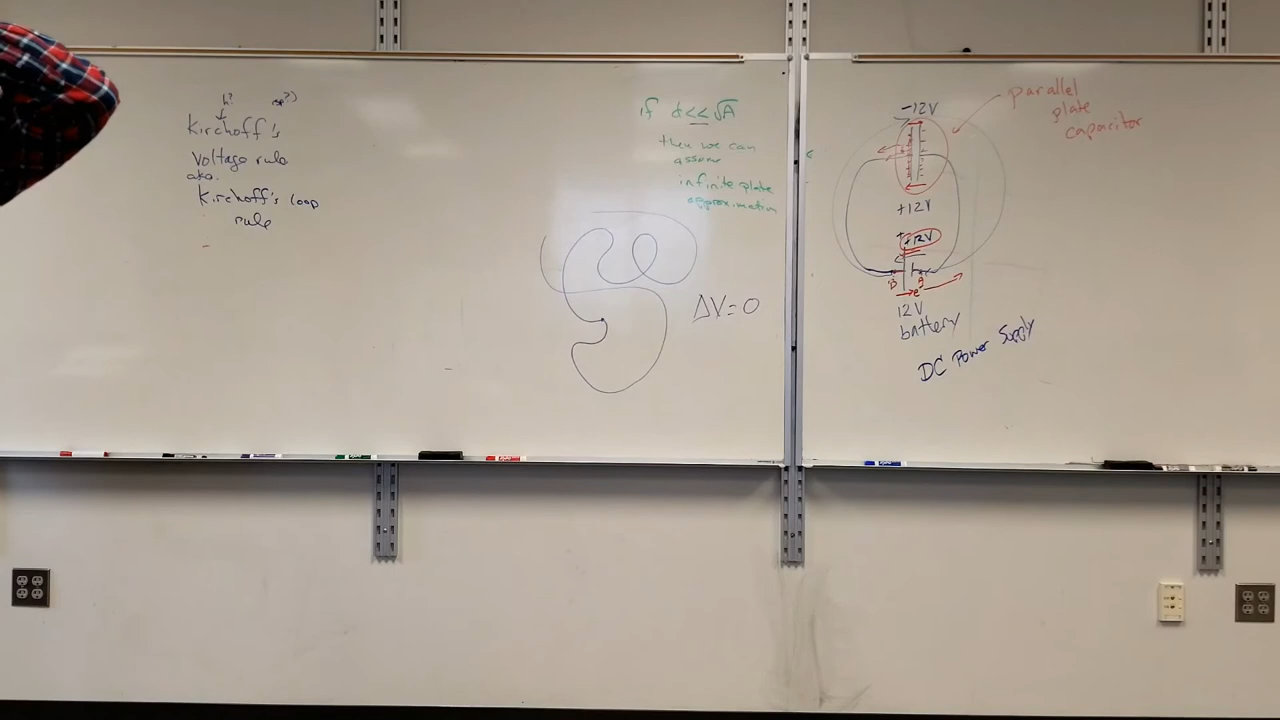 h?
sp?)
Kirchoff's
Voltage rule
aka.
Kirchoff's loop
rule
if d << √A
then we can
assume
infinite plate
approximation
ΔV=0
-12V
parallel
plate
capacitor
+12V
+
+12V
B A
e-
12V
battery
DC Power Supply